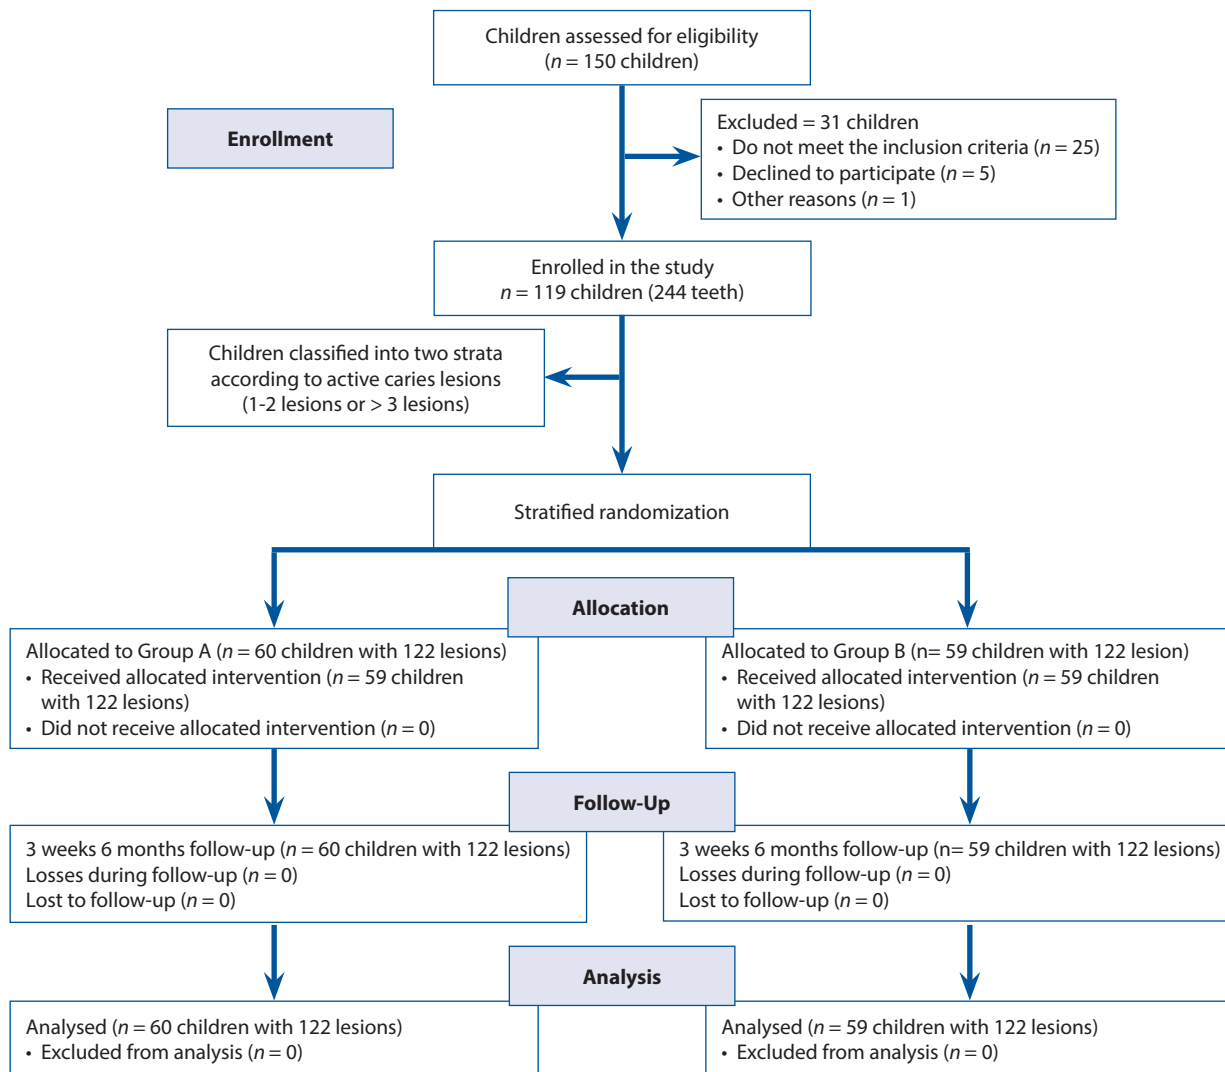 Children assessed for eligibility
(n = 150 children)
Enrollment
Excluded = 31 children
• Do not meet the inclusion criteria (n = 25)
• Declined to participate (n = 5)
• Other reasons (n = 1)
Enrolled in the study
n = 119 children (244 teeth)
Children classified into two strata
according to active caries lesions
(1-2 lesions or > 3 lesions)
Stratified randomization
Allocation
Allocated to Group A (n = 60 children with 122 lesions)
• Received allocated intervention (n = 59 children
with 122 lesions)
• Did not receive allocated intervention (n = 0)
Allocated to Group B (n= 59 children with 122 lesion)
• Received allocated intervention (n = 59 children
with 122 lesions)
• Did not receive allocated intervention (n = 0)
Follow-Up
3 weeks 6 months follow-up (n = 60 children with 122 lesions)
Losses during follow-up (n = 0)
Lost to follow-up (n = 0)
3 weeks 6 months follow-up (n= 59 children with 122 lesions)
Losses during follow-up (n = 0)
Lost to follow-up (n = 0)
Analysis
Analysed (n = 60 children with 122 lesions)
• Excluded from analysis (n = 0)
Analysed (n = 59 children with 122 lesions)
• Excluded from analysis (n = 0)